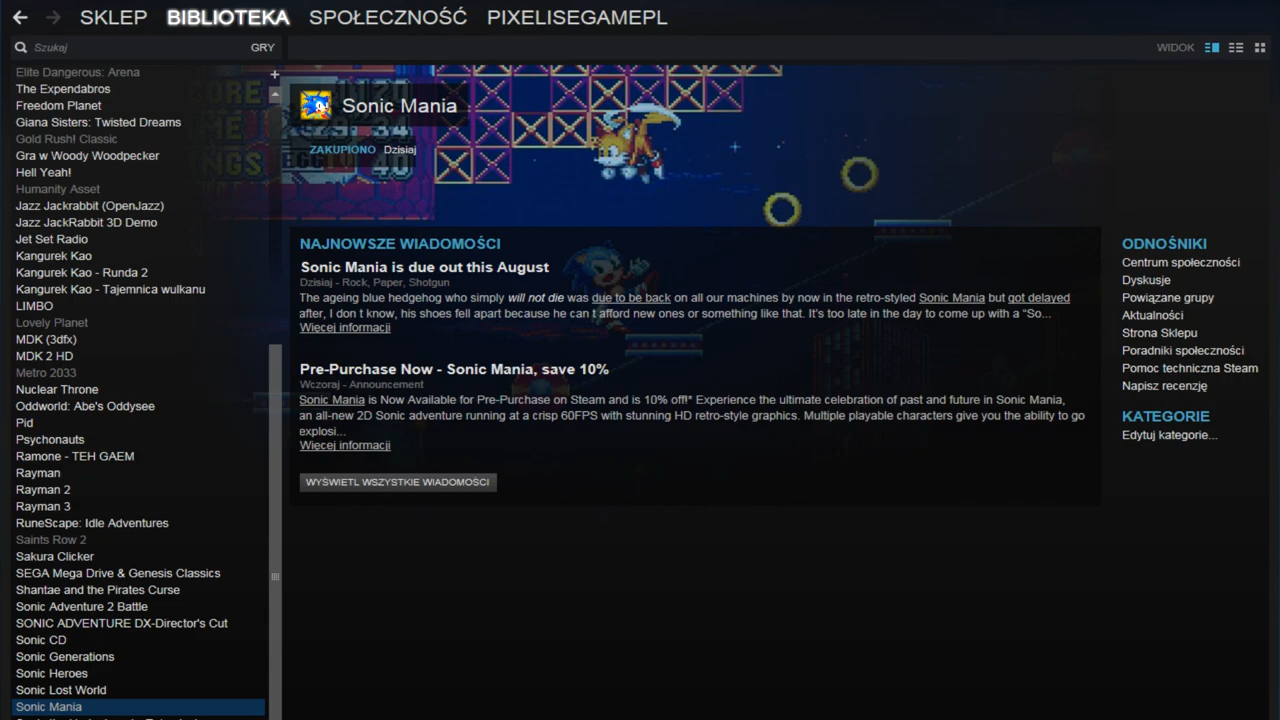 SKLEP BIBLIOTEKA SPOŁECZNOŚĆ PIXELISEGAMEPL
Szukaj GRY WIDOK
Elite Dangerous: Arena
The Expendabros
Freedom Planet
Giana Sisters: Twisted Dreams
Gold Rush! Classic
Gra w Woody Woodpecker
Hell Yeah!
Humanity Asset
Jazz Jackrabbit (OpenJazz)
Jazz JackRabbit 3D Demo
Jet Set Radio
Kangurek Kao
Kangurek Kao - Runda 2
Kangurek Kao - Tajemnica wulkanu
LIMBO
Lovely Planet
MDK (3dfx)
MDK 2 HD
Metro 2033
Nuclear Throne
Oddworld: Abe's Oddysee
Pid
Psychonauts
Ramone - TEH GAEM
Rayman
Rayman 2
Rayman 3
RuneScape: Idle Adventures
Saints Row 2
Sakura Clicker
SEGA Mega Drive & Genesis Classics
Shantae and the Pirates Curse
Sonic Adventure 2 Battle
SONIC ADVENTURE DX-Director's Cut
Sonic CD
Sonic Generations
Sonic Heroes
Sonic Lost World
Sonic Mania
Sonic Mania
ZAKUPIONO Dzisiaj
NAJNOWSZE WIADOMOŚCI
Sonic Mania is due out this August
Dzisiaj - Rock, Paper, Shotgun
The ageing blue hedgehog who simply will not die was due to be back on all our machines by now in the retro-styled Sonic Mania but got delayed
after, I don t know, his shoes fell apart because he can t afford new ones or something like that. It's too late in the day to come up with a “So...
Więcej informacji
Pre-Purchase Now - Sonic Mania, save 10%
Wczoraj - Announcement
Sonic Mania is Now Available for Pre-Purchase on Steam and is 10% off!* Experience the ultimate celebration of past and future in Sonic Mania,
an all-new 2D Sonic adventure running at a crisp 60FPS with stunning HD retro-style graphics. Multiple playable characters give you the ability to go
explosi...
Więcej informacji
WYŚWIETL WSZYSTKIE WIADOMOŚCI
ODNOŚNIKI
Centrum społeczności
Dyskusje
Powiązane grupy
Aktualności
Strona Sklepu
Poradniki społeczności
Pomoc techniczna Steam
Napisz recenzję
KATEGORIE
Edytuj kategorie...